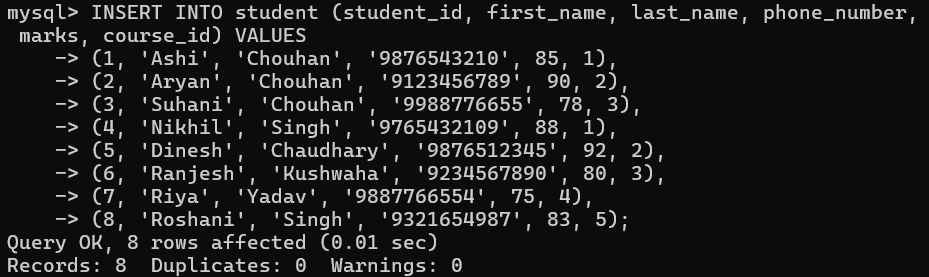 mysql> INSERT INTO student (student_id, first_name, last_name, phone_number,
 marks, course_id) VALUES
    -> (1, 'Ashi', 'Chouhan', '9876543210', 85, 1),
    -> (2, 'Aryan', 'Chouhan', '9123456789', 90, 2),
    -> (3, 'Suhani', 'Chouhan', '9988776655', 78, 3),
    -> (4, 'Nikhil', 'Singh', '9765432109', 88, 1),
    -> (5, 'Dinesh', 'Chaudhary', '9876512345', 92, 2),
    -> (6, 'Ranjesh', 'Kushwaha', '9234567890', 80, 3),
    -> (7, 'Riya', 'Yadav', '9887766554', 75, 4),
    -> (8, 'Roshani', 'Singh', '9321654987', 83, 5);
Query OK, 8 rows affected (0.01 sec)
Records: 8  Duplicates: 0  Warnings: 0